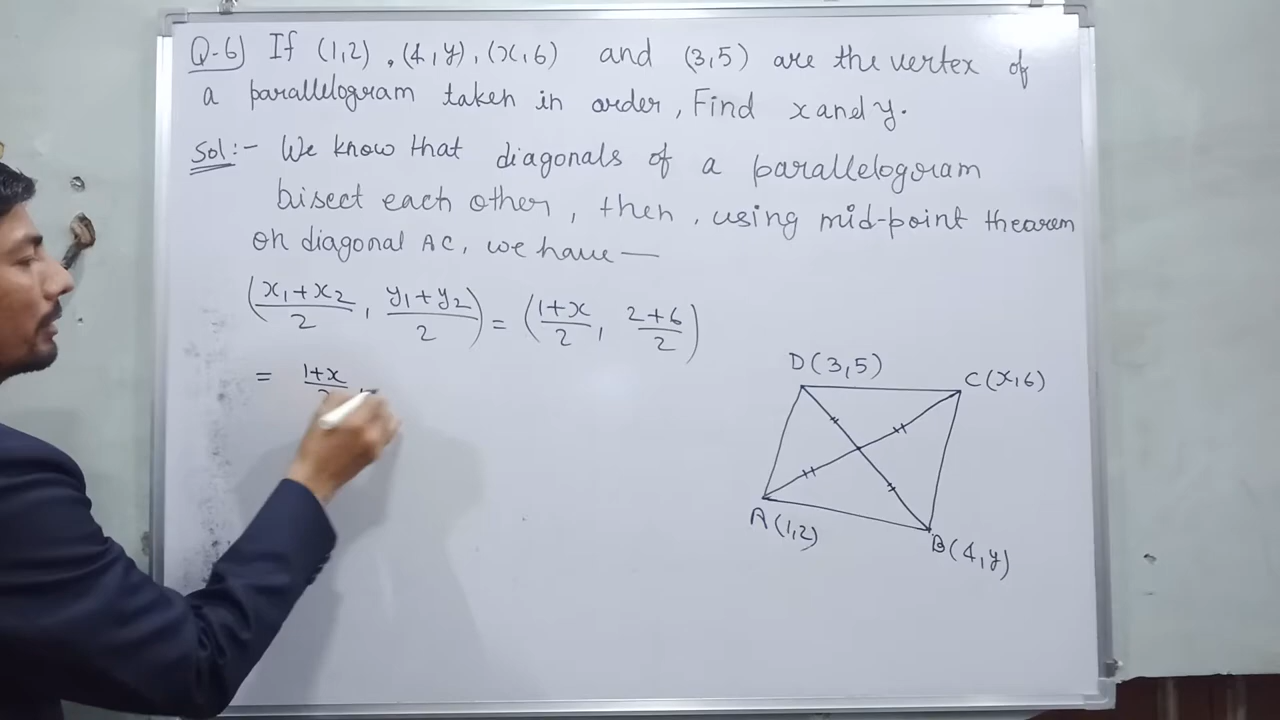 Q-6) If (1,2), (4,y), (x,6) and (3,5) are the vertex of
a parallelogram taken in order, Find x and y.
Sol:- We know that diagonals of a parallelogram
bisect each other, then, using mid-point theorem
on diagonal AC, we have —
((x₁+x₂)/2, (y₁+y₂)/2) = ((1+x)/2, (2+6)/2)
= (1+x)/2,
D(3,5)
C(x,6)
A(1,2)
B(4,y)